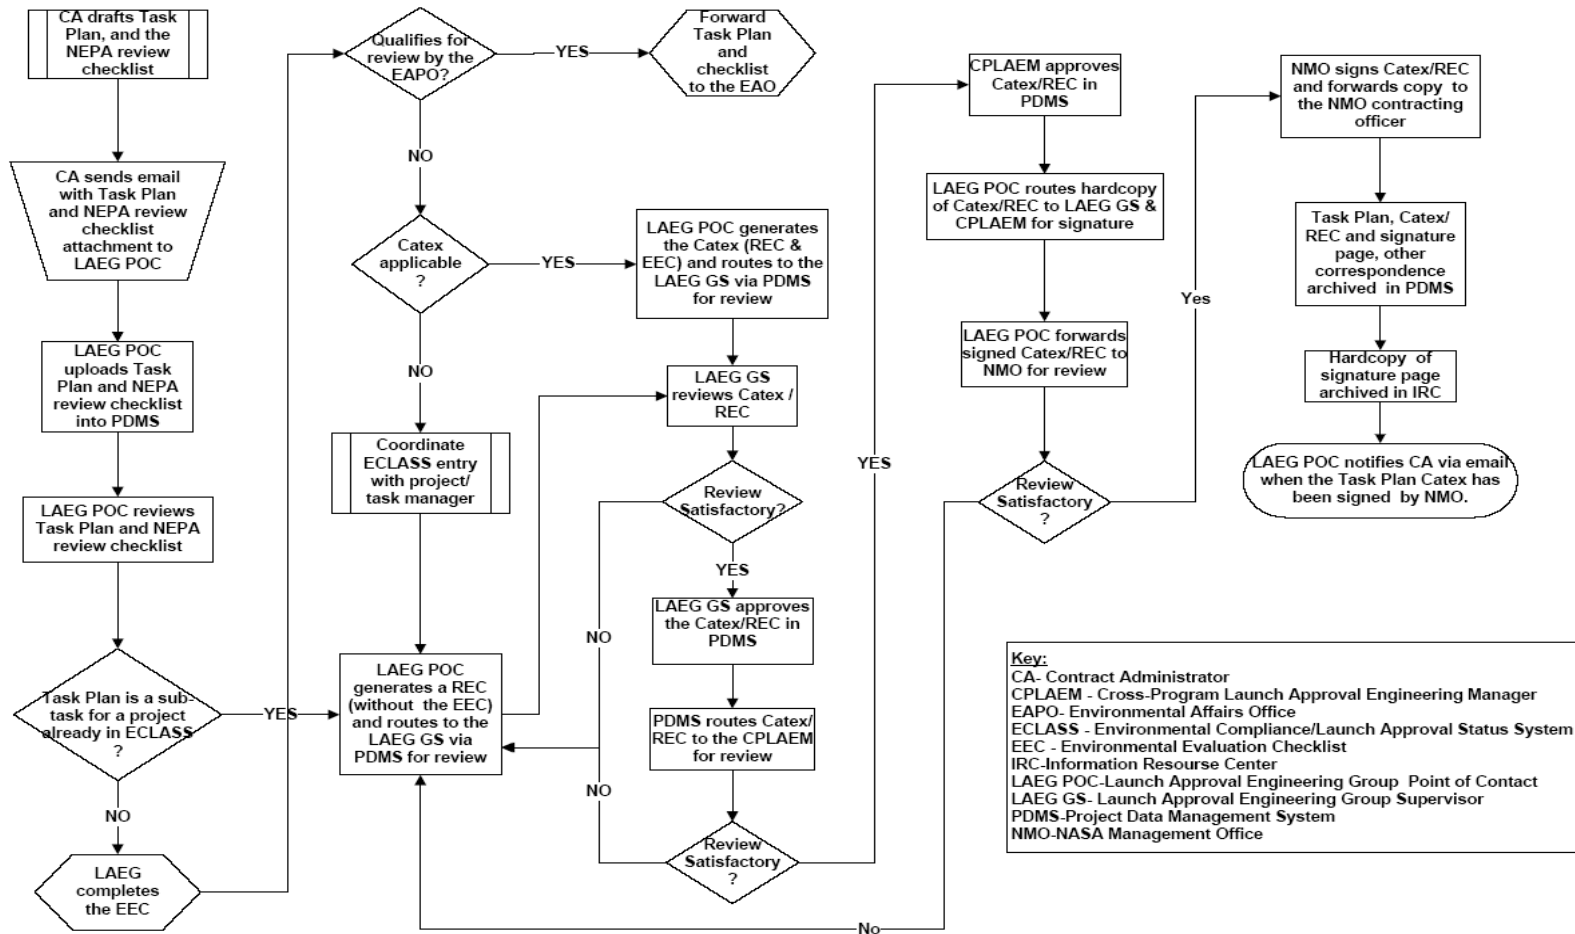 CA drafts Task
Plan, and the
NEPA review
checklist
CA sends email
with Task Plan
and NEPA review
checklist
attachment to
LAEG POC
LAEG POC
uploads Task
Plan and NEPA
review checklist
into PDMS
LAEG POC reviews
Task Plan and NEPA
review checklist
Task Plan is a sub-
task for a project
already in ECLASS
?
YES
NO
LAEG
completes
the EEC
Qualifies for
review by the
EAPO?
YES
Forward
Task Plan
and
checklist
to the EAO
NO
Catex
applicable
?
YES
LAEG POC generates
the Catex (REC &
EEC) and routes to the
LAEG GS via PDMS
for review
NO
Coordinate
ECLASS entry
with project/
task manager
LAEG POC
generates a REC
(without the EEC)
and routes to the
LAEG GS via
PDMS for review
LAEG GS
reviews Catex /
REC
Review
Satisfactory?
NO
YES
LAEG GS approves
the Catex/REC in
PDMS
PDMS routes Catex/
REC to the CPLAEM
for review
Review
Satisfactory
?
NO
YES
CPLAEM approves
Catex/REC in
PDMS
LAEG POC routes hardcopy
of Catex/REC to LAEG GS &
CPLAEM for signature
LAEG POC forwards
signed Catex/REC to
NMO for review
Review
Satisfactory
?
No
Yes
NMO signs Catex/REC
and forwards copy to
the NMO contracting
officer
Task Plan, Catex/
REC and signature
page, other
correspondence
archived in PDMS
Hardcopy of
signature page
archived in IRC
LAEG POC notifies CA via email
when the Task Plan Catex has
been signed by NMO.
Key:
CA- Contract Administrator
CPLAEM - Cross-Program Launch Approval Engineering Manager
EAPO- Environmental Affairs Office
ECLASS - Environmental Compliance/Launch Approval Status System
EEC - Environmental Evaluation Checklist
IRC-Information Resourse Center
LAEG POC-Launch Approval Engineering Group Point of Contact
LAEG GS- Launch Approval Engineering Group Supervisor
PDMS-Project Data Management System
NMO-NASA Management Office